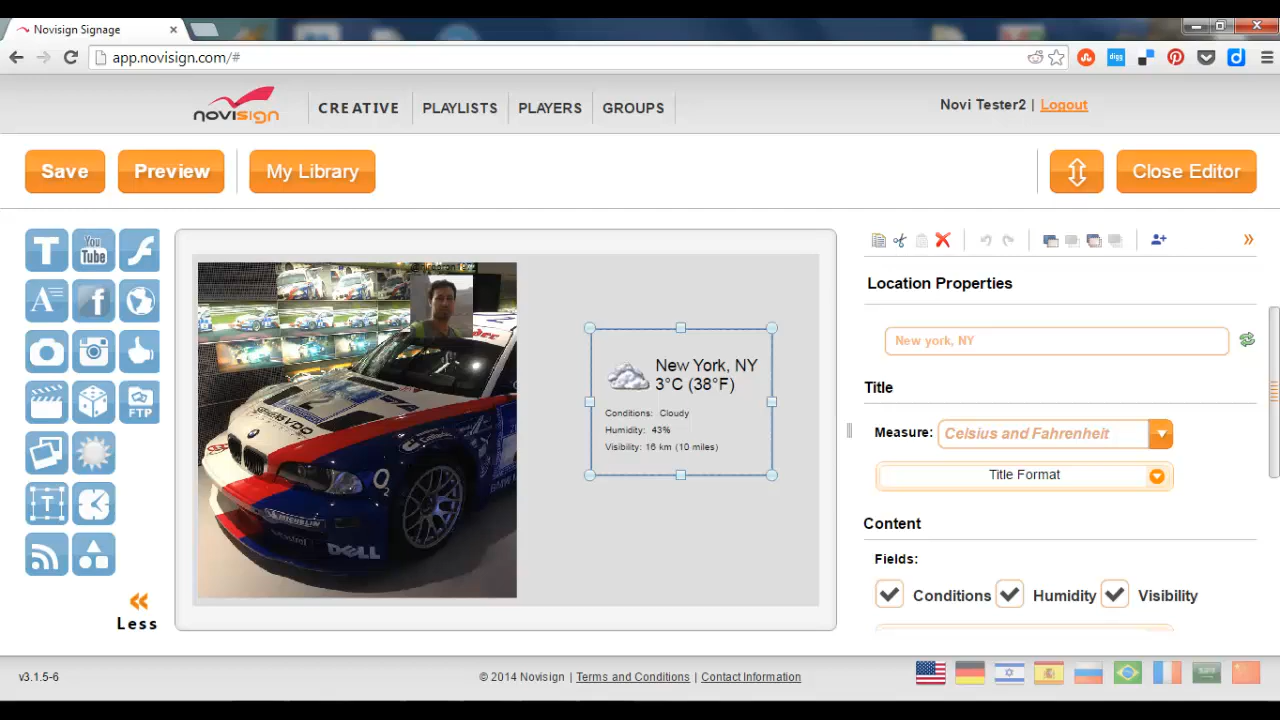 Novisign Signage
app.novisign.com/#
novisign
CREATIVE
PLAYLISTS
PLAYERS
GROUPS
Novi Tester2 | Logout
Save
Preview
My Library
Close Editor
T
You
Tube
f
A
f
FTP
T
Less
O2
MICHELIN
DELL
New York, NY
3°C (38°F)
Conditions: Cloudy
Humidity: 43%
Visibility: 16 km (10 miles)
Location Properties
New york, NY
Title
Measure: Celsius and Fahrenheit
Title Format
Content
Fields:
Conditions
Humidity
Visibility
v3.1.5-6
© 2014 Novisign | Terms and Conditions | Contact Information